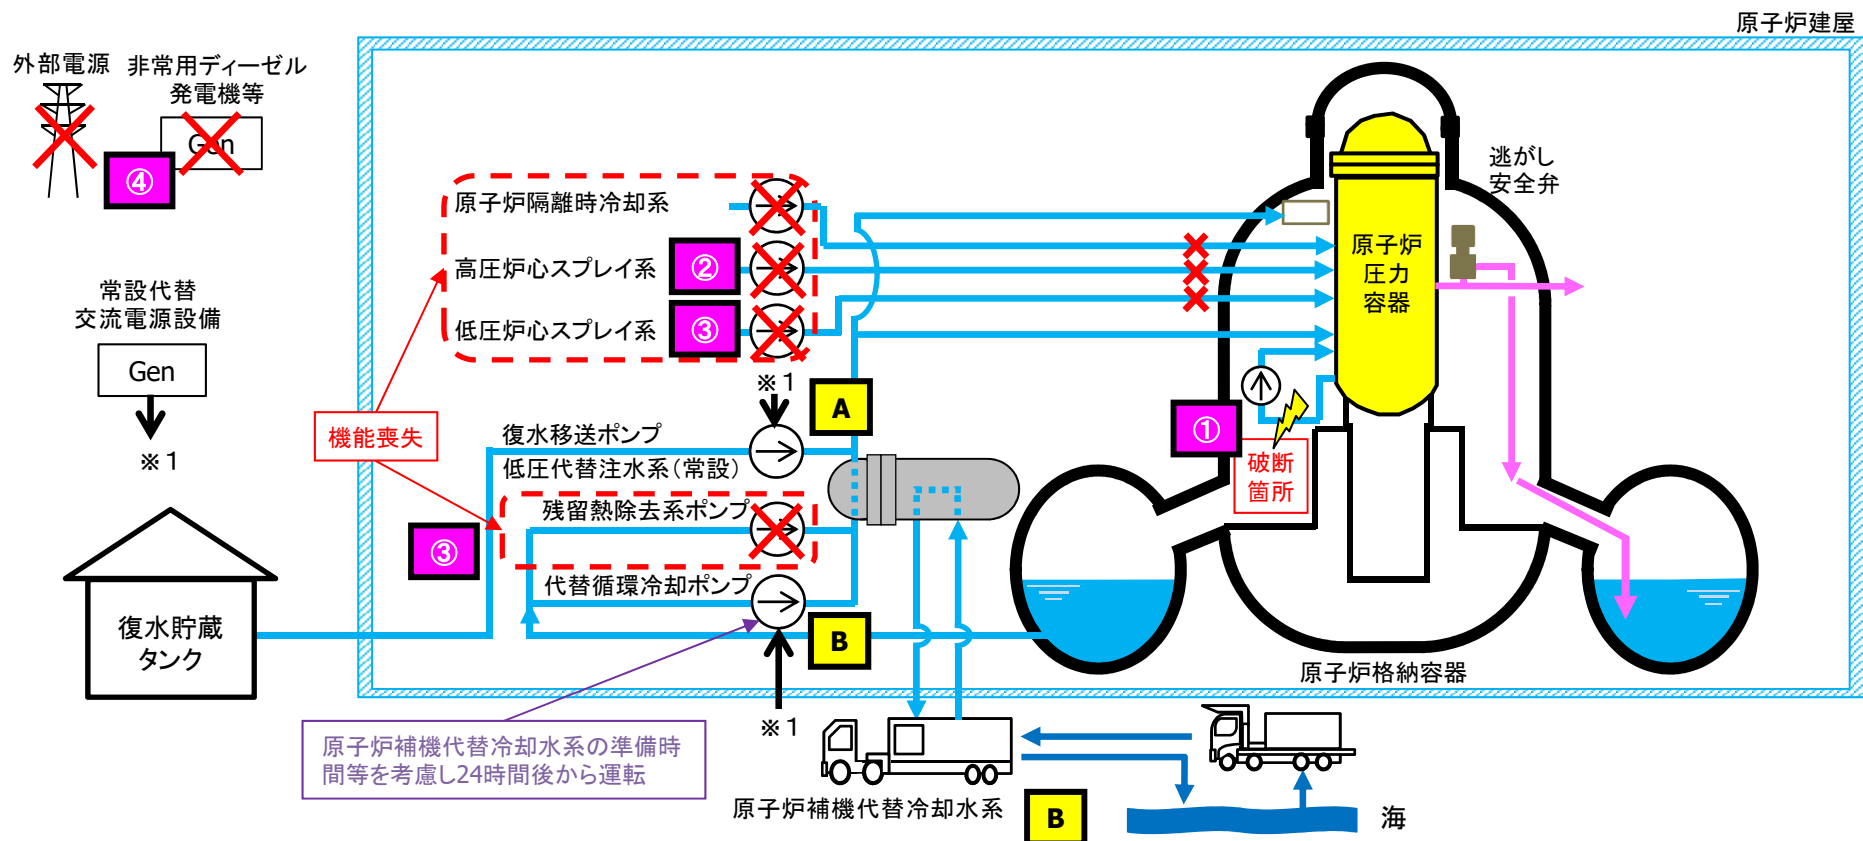 原子炉建屋
外部電源
非常用ディーゼル
発電機等
Gen
④
逃がし
安全弁
原子炉隔離時冷却系
高圧炉心スプレイ系
②
低圧炉心スプレイ系
③
原子炉
圧力
容器
常設代替
交流電源設備
Gen
※1
※1
A
機能喪失
復水移送ポンプ
低圧代替注水系（常設）
①
破断
箇所
残留熱除去系ポンプ
③
代替循環冷却ポンプ
B
復水貯蔵
タンク
原子炉格納容器
※1
原子炉補機代替冷却水系の準備時
間等を考慮し24時間後から運転
原子炉補機代替冷却水系
B
海